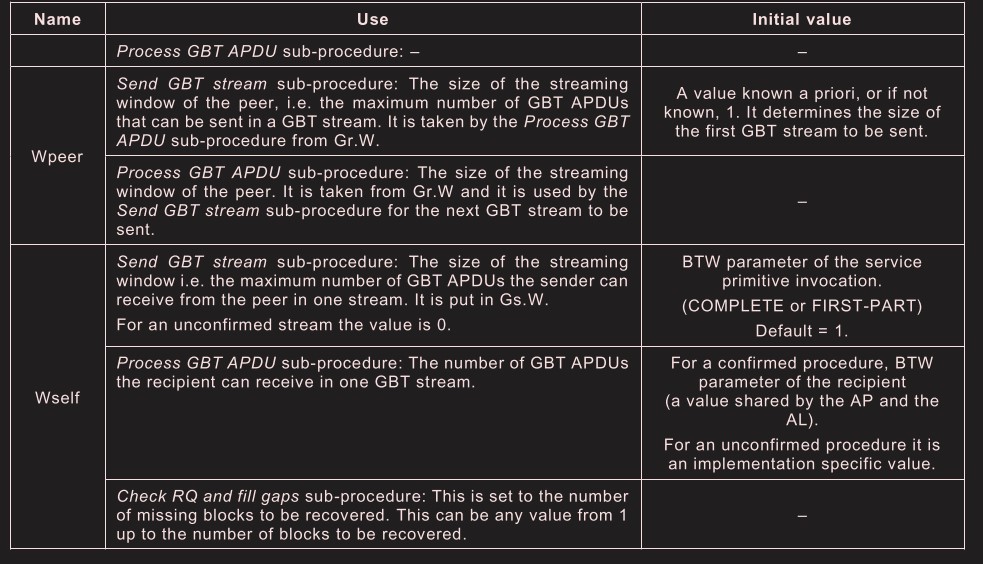 Name Use Initial value
Process GBT APDU sub-procedure: – –
Wpeer
Send GBT stream sub-procedure: The size of the streaming
window of the peer, i.e. the maximum number of GBT APDUs
that can be sent in a GBT stream. It is taken by the Process GBT
APDU sub-procedure from Gr.W.
A value known a priori, or if not
known, 1. It determines the size of
the first GBT stream to be sent.
Process GBT APDU sub-procedure: The size of the streaming
window of the peer. It is taken from Gr.W and it is used by the
Send GBT stream sub-procedure for the next GBT stream to be
sent.
–
Wself
Send GBT stream sub-procedure: The size of the streaming
window i.e. the maximum number of GBT APDUs the sender can
receive from the peer in one stream. It is put in Gs.W.
For an unconfirmed stream the value is 0.
BTW parameter of the service
primitive invocation.
(COMPLETE or FIRST-PART)
Default = 1.
Process GBT APDU sub-procedure: The number of GBT APDUs
the recipient can receive in one GBT stream.
For a confirmed procedure, BTW
parameter of the recipient
(a value shared by the AP and the
AL).
For an unconfirmed procedure it is
an implementation specific value.
Check RQ and fill gaps sub-procedure: This is set to the number
of missing blocks to be recovered. This can be any value from 1
up to the number of blocks to be recovered.
–